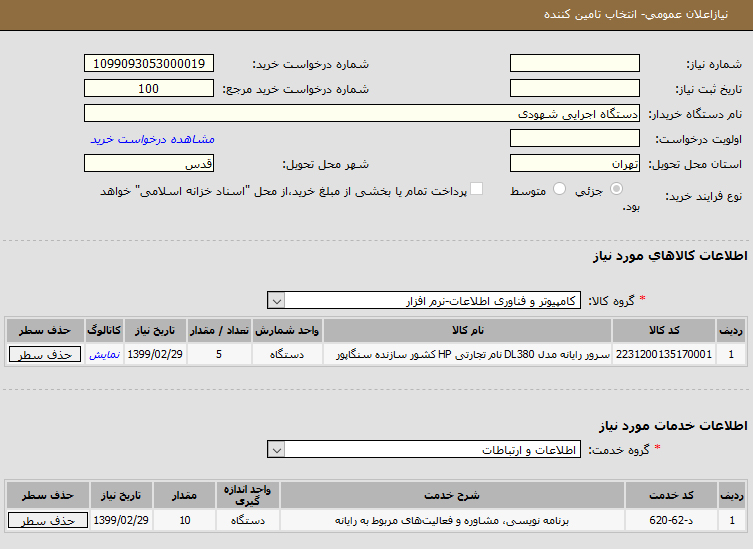 نیازاعلان عمومي- انتخاب تامین کننده
شماره نیاز: شماره درخواست خرید: 1099093053000019
تاریخ ثبت نیاز: شماره درخواست خرید مرجع: 100
نام دستگاه خریدار: دستگاه اجرایی شهودی
اولویت درخواست: مشاهده درخواست خرید
استان محل تحویل: تهران شهر محل تحویل: قدس
نوع فرایند خرید: جزئي متوسط پرداخت تمام یا بخشی از مبلغ خرید،از محل "اسناد خزانه اسلامی" خواهد
بود.
اطلاعات کالاهاي مورد نیاز
* گروه کالا: کامپیوتر و فناوری اطلاعات-نرم افزار
ردیف کد کالا نام کالا واحد شمارش تعداد / مقدار تاریخ نیاز کاتالوگ حذف سطر
1 2231200135170001 سرور رایانه مدل DL380 نام تجارتی HP کشور سازنده سنگاپور دستگاه 5 1399/02/29 نمایش حذف سطر
اطلاعات خدمات مورد نیاز
* گروه خدمت: اطلاعات و ارتباطات
ردیف کد خدمت شرح خدمت واحد اندازه گیری مقدار تاریخ نیاز حذف سطر
1 د-62-620 برنامه نویسی، مشاوره و فعالیت‌های مربوط به رایانه دستگاه 10 1399/02/29 حذف سطر